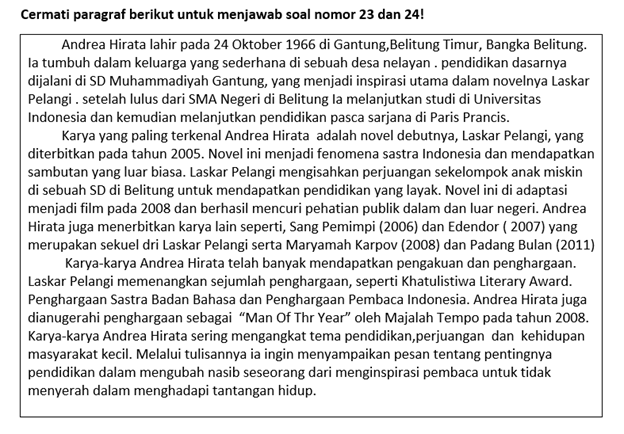 Cermati paragraf berikut untuk menjawab soal nomor 23 dan 24!
Andrea Hirata lahir pada 24 Oktober 1966 di Gantung,Belitung Timur, Bangka Belitung.
Ia tumbuh dalam keluarga yang sederhana di sebuah desa nelayan . pendidikan dasarnya
dijalani di SD Muhammadiyah Gantung, yang menjadi inspirasi utama dalam novelnya Laskar
Pelangi . setelah lulus dari SMA Negeri di Belitung Ia melanjutkan studi di Universitas
Indonesia dan kemudian melanjutkan pendidikan pasca sarjana di Paris Prancis.
Karya yang paling terkenal Andrea Hirata  adalah novel debutnya, Laskar Pelangi, yang
diterbitkan pada tahun 2005. Novel ini menjadi fenomena sastra Indonesia dan mendapatkan
sambutan yang luar biasa. Laskar Pelangi mengisahkan perjuangan sekelompok anak miskin
di sebuah SD di Belitung untuk mendapatkan pendidikan yang layak. Novel ini di adaptasi
menjadi film pada 2008 dan berhasil mencuri pehatian publik dalam dan luar negeri. Andrea
Hirata juga menerbitkan karya lain seperti, Sang Pemimpi (2006) dan Edendor ( 2007) yang
merupakan sekuel dri Laskar Pelangi serta Maryamah Karpov (2008) dan Padang Bulan (2011)
Karya-karya Andrea Hirata telah banyak mendapatkan pengakuan dan penghargaan.
Laskar Pelangi memenangkan sejumlah penghargaan, seperti Khatulistiwa Literary Award.
Penghargaan Sastra Badan Bahasa dan Penghargaan Pembaca Indonesia. Andrea Hirata juga
dianugerahi penghargaan sebagai  “Man Of Thr Year” oleh Majalah Tempo pada tahun 2008.
Karya-karya Andrea Hirata sering mengangkat tema pendidikan,perjuangan  dan  kehidupan
masyarakat kecil. Melalui tulisannya ia ingin menyampaikan pesan tentang pentingnya
pendidikan dalam mengubah nasib seseorang dari menginspirasi pembaca untuk tidak
menyerah dalam menghadapi tantangan hidup.